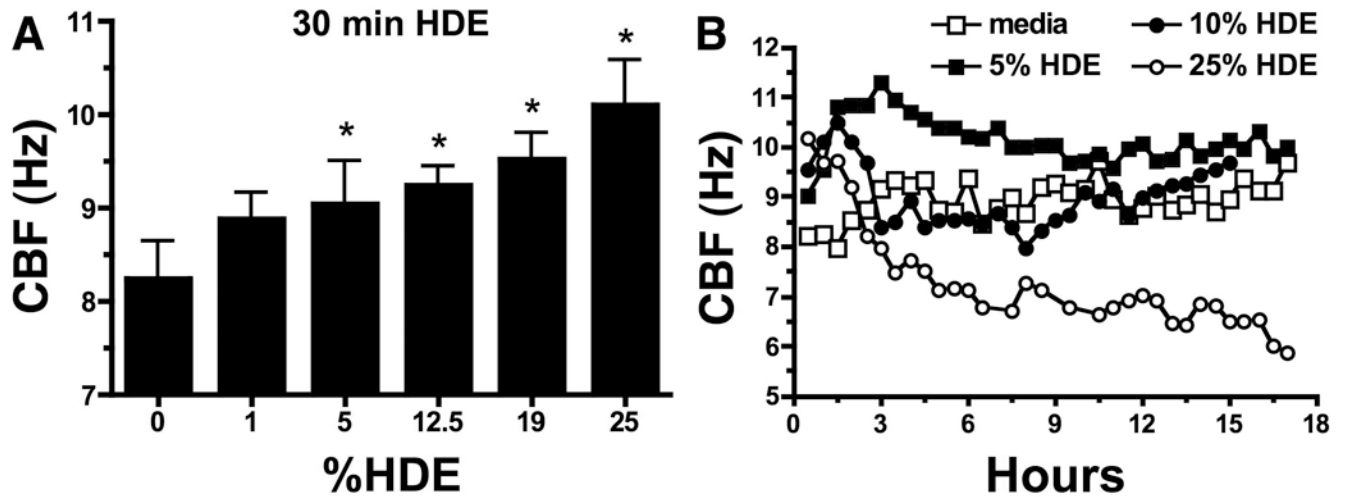 A
30 min HDE
CBF (Hz)
11
10
9
8
7
*
*
*
*
0 1 5 12.5 19 25
%HDE
B
media 10% HDE
5% HDE 25% HDE
CBF (Hz)
12
11
10
9
8
7
6
5
0 3 6 9 12 15 18
Hours